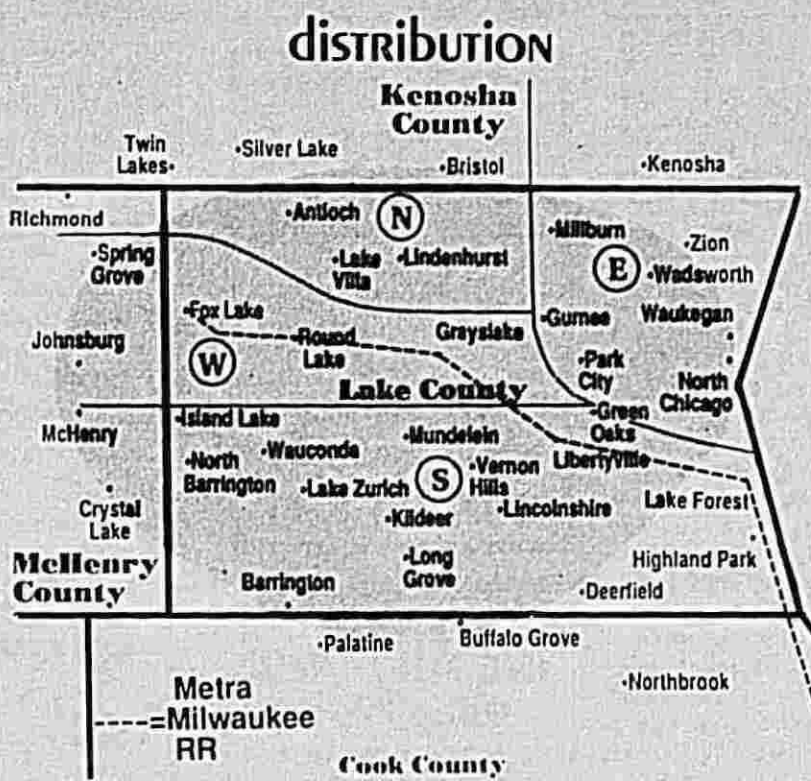 distribution
Kenosha
County
Twin
Lakes
Silver Lake
Bristol
Kenosha
Richmond
Antioch
N
Millburn
Zion
Spring
Grove
Lake
Villa
Lindenhurst
E
Wadsworth
Fox Lake
Grayslake
Gurnee
Waukegan
Johnsburg
W
Round
Lake
Park
City
Lake County
North
Chicago
McHenry
Island Lake
Mundelein
Green
Oaks
North
Barrington
Wauconda
Lake Zurich
S
Vernon
Hills
Libertyville
Crystal
Lake
Kildeer
Lincolnshire
Lake Forest
McHenry
County
Barrington
Long
Grove
Highland Park
Deerfield
Palatine
Buffalo Grove
Northbrook
Metra
-----=Milwaukee
RR
Cook County